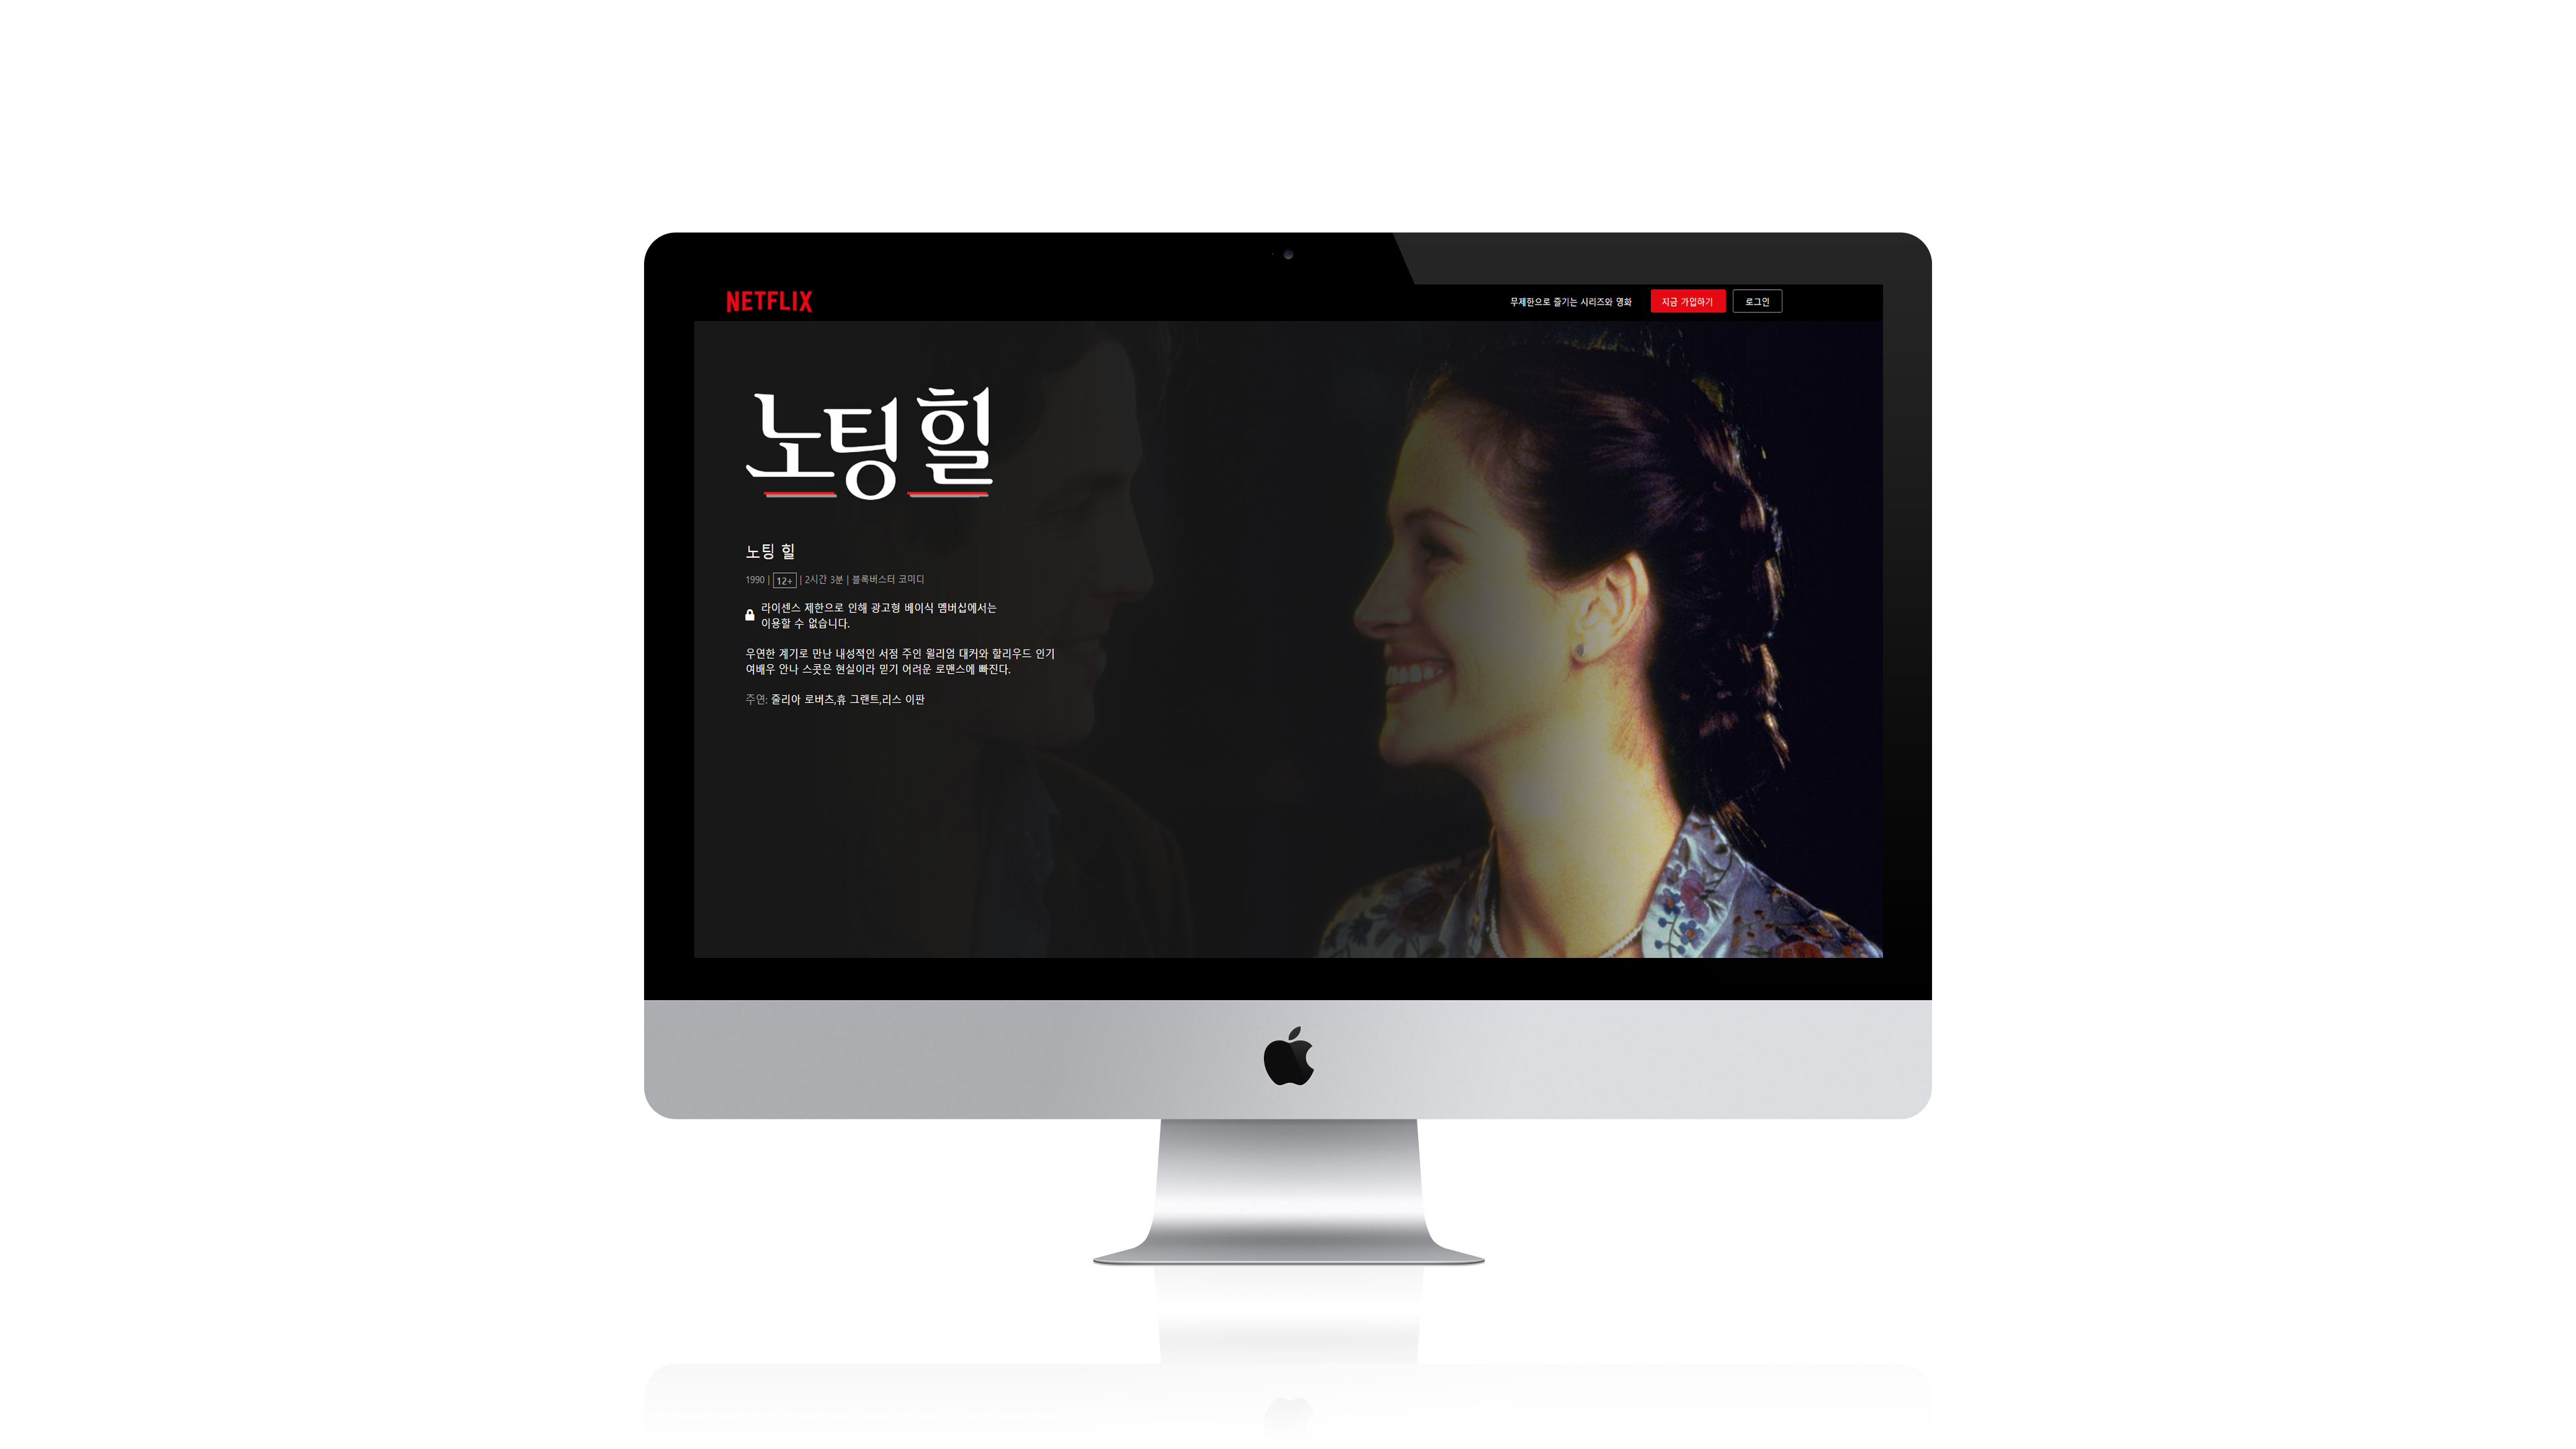 NETFLIX
무제한으로 즐기는 시리즈와 영화
지금 가입하기
로그인
노팅 힐
노팅 힐
1990 | 12+ | 2시간 3분 | 블록버스터 코미디
라이센스 제한으로 인해 광고형 베이식 멤버십에서는
이용할 수 없습니다.
우연한 계기로 만난 내성적인 서점 주인 윌리엄 대커와 할리우드 인기
여배우 안나 스콧은 현실이라 믿기 어려운 로맨스에 빠진다.
주연: 줄리아 로버츠,휴 그랜트,리스 이판